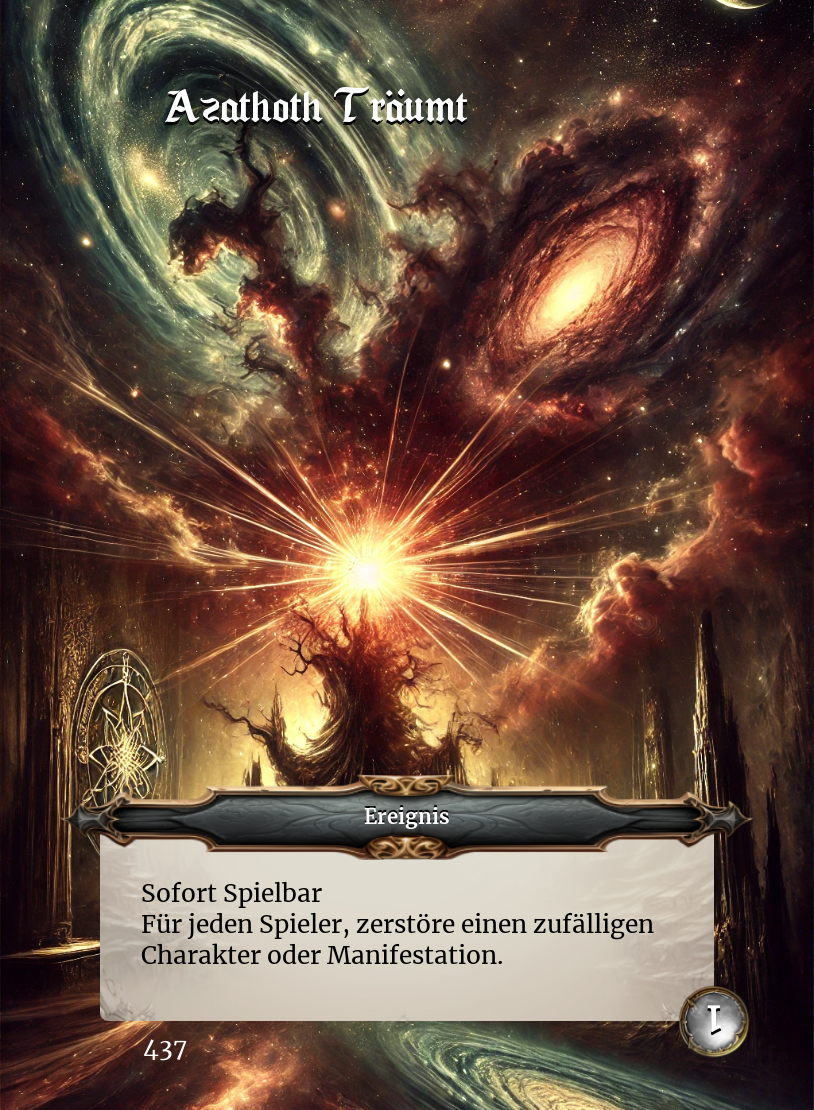 Azathoth Träumt
Ereignis
Sofort Spielbar
Für jeden Spieler, zerstöre einen zufälligen
Charakter oder Manifestation.
437